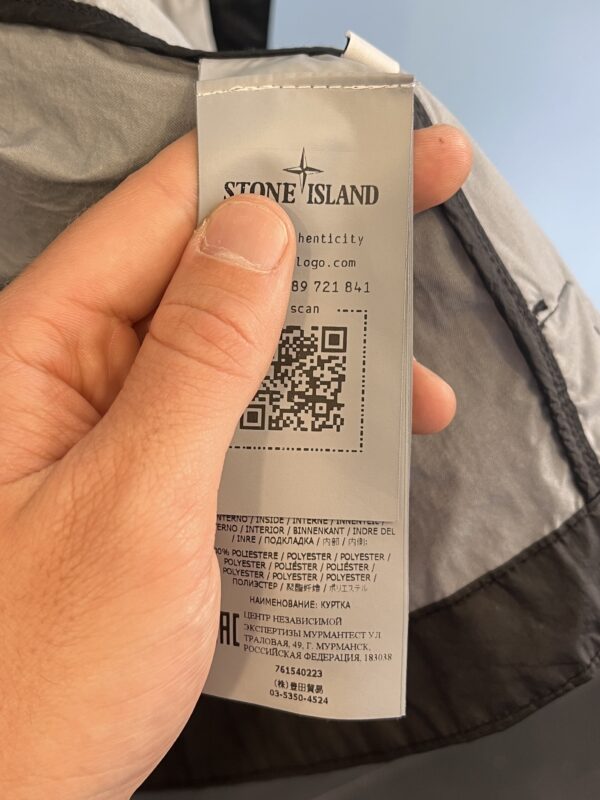 STONE ISLAND
henticity
logo.com
89 721 841
scan
INTERNO / INSIDE / INTERNE / INNENTEIL /
ERNO / INTERIOR / BINNENKANT / INDRE DEL
/ INRE / ПОДКЛАДКА / 内部 / 内側:
00% POLIESTERE / POLYESTER / POLYESTER /
POLYESTER / POLIÉSTER / POLIÉSTER /
POLYESTER / POLYESTER / POLYESTER /
ПОЛИЭСТЕР / 聚酯纤维 / ポリエステル
НАИМЕНОВАНИЕ: КУРТКА
EAC ЦЕНТР НЕЗАВИСИМОЙ
ЭКСПЕРТИЗЫ МУРМАНТЕСТ УЛ
ТРАЛОВАЯ, 49, Г. МУРМАНСК,
РОССИЙСКАЯ ФЕДЕРАЦИЯ, 183038
761540223
(株)豊田貿易
03-5350-4524